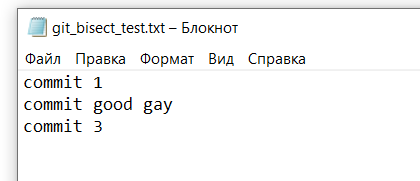 git_bisect_test.txt – Блокнот
Файл Правка Формат Вид Справка
commit 1
commit good gay
commit 3